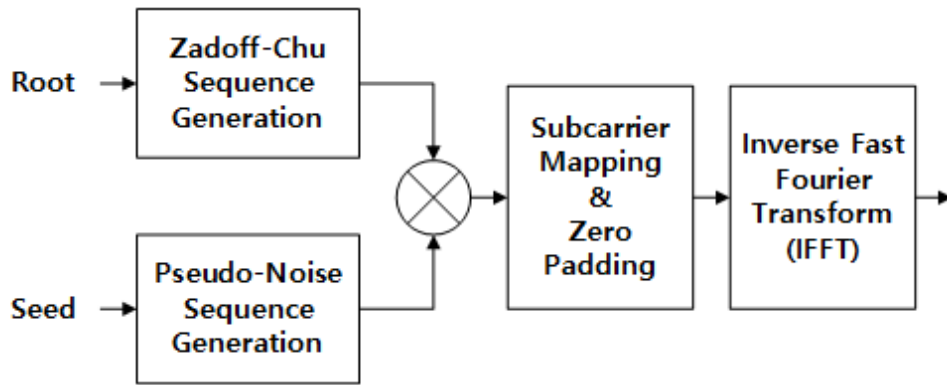 Root
Zadoff-Chu
Sequence
Generation
Seed
Pseudo-Noise
Sequence
Generation
Subcarrier
Mapping
&
Zero
Padding
Inverse Fast
Fourier
Transform
(IFFT)